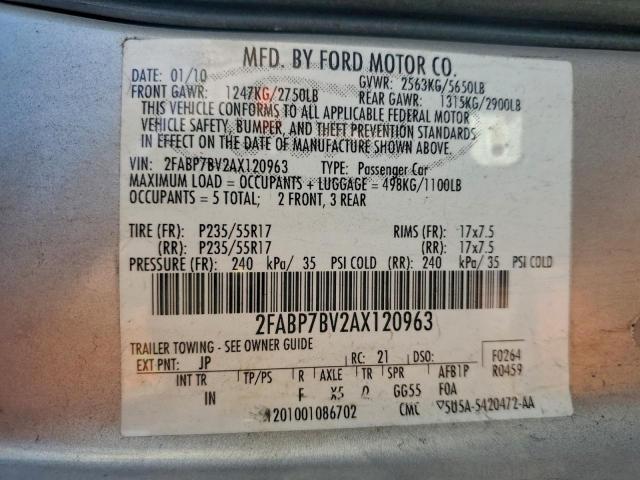 MFD. BY FORD MOTOR CO.
DATE: 01/10 GVWR: 2563KG/5650LB
FRONT GAWR: 1247KG/2750LB REAR GAWR: 1315KG/2900LB
THIS VEHICLE CONFORMS TO ALL APPLICABLE FEDERAL MOTOR
VEHICLE SAFETY, BUMPER, AND THEFT PREVENTION STANDARDS
IN EFFECT ON THE DATE OF MANUFACTURE SHOWN ABOVE.
VIN: 2FABP7BV2AX120963 TYPE: Passenger Car
MAXIMUM LOAD = OCCUPANTS + LUGGAGE = 498KG/1100LB
OCCUPANTS = 5 TOTAL; 2 FRONT, 3 REAR
TIRE (FR): P235/55R17 RIMS (FR): 17x7.5
(RR): P235/55R17 (RR): 17x7.5
PRESSURE (FR): 240 kPa/ 35 PSI COLD (RR): 240 kPa/ 35 PSI COLD
2FABP7BV2AX120963
TRAILER TOWING - SEE OWNER GUIDE
EXT PNT: JP RC: 21 DSO: F0264
INT TR TP/PS R AXLE TR SPR AFB1P R0459
IN X5 GG55 FOA
1201001086702 CMC 5U5A-5420472-AA